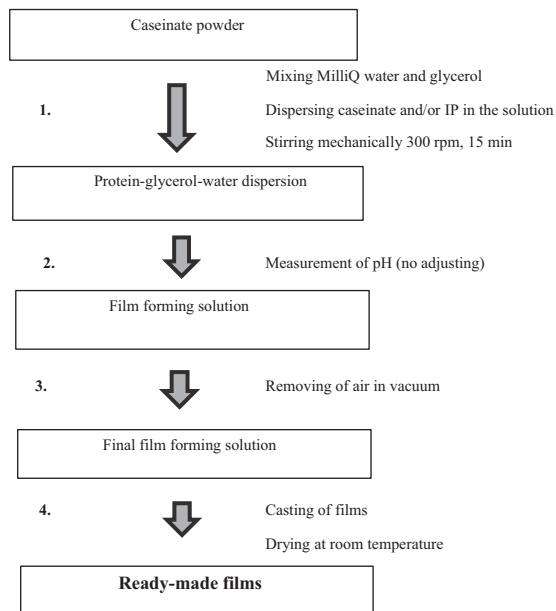 Caseinate powder
Mixing MilliQ water and glycerol
1.
Dispersing caseinate and/or IP in the solution
Stirring mechanically 300 rpm, 15 min
Protein-glycerol-water dispersion
2.
Measurement of pH (no adjusting)
Film forming solution
3.
Removing of air in vacuum
Final film forming solution
4.
Casting of films
Drying at room temperature
Ready-made films